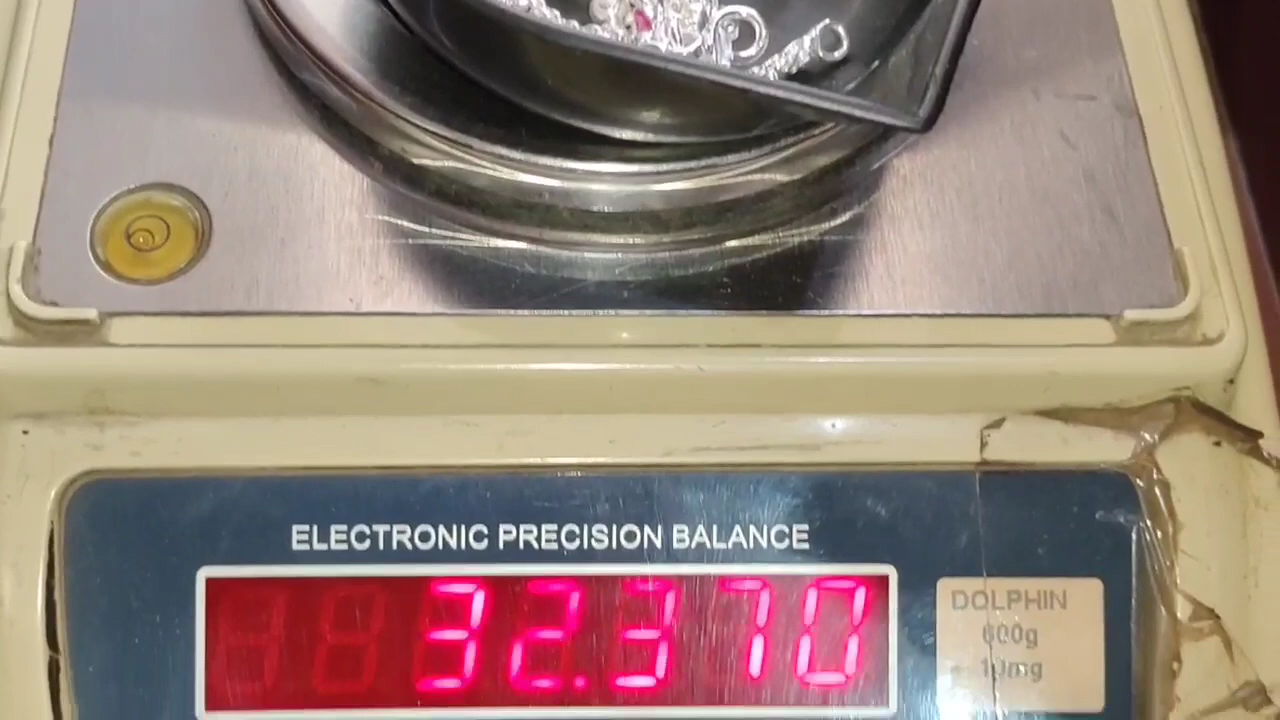 ELECTRONIC PRECISION BALANCE
32.370
DOLPHIN
600g
10mg